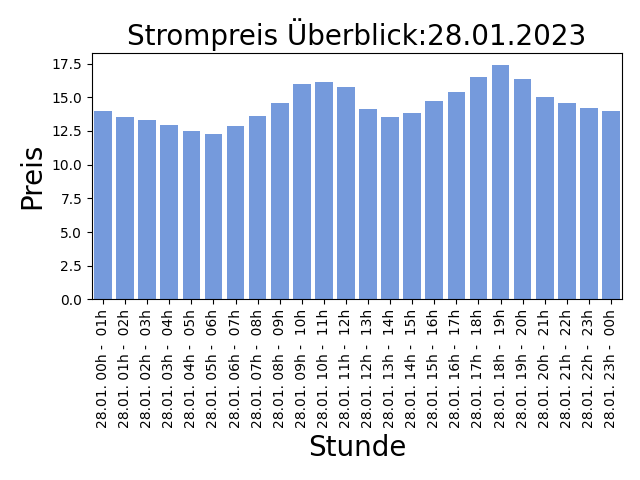 Strompreis Überblick:28.01.2023
Preis
17.5
15.0
12.5
10.0
7.5
5.0
2.5
0.0
28.01. 00h - 01h
28.01. 01h - 02h
28.01. 02h - 03h
28.01. 03h - 04h
28.01. 04h - 05h
28.01. 05h - 06h
28.01. 06h - 07h
28.01. 07h - 08h
28.01. 08h - 09h
28.01. 09h - 10h
28.01. 10h - 11h
28.01. 11h - 12h
28.01. 12h - 13h
28.01. 13h - 14h
28.01. 14h - 15h
28.01. 15h - 16h
28.01. 16h - 17h
28.01. 17h - 18h
28.01. 18h - 19h
28.01. 19h - 20h
28.01. 20h - 21h
28.01. 21h - 22h
28.01. 22h - 23h
28.01. 23h - 00h
Stunde